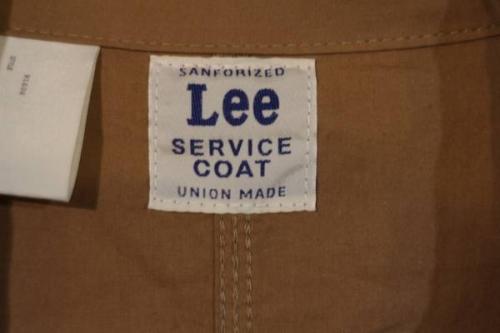 SANFORIZED
Lee
SERVICE
COAT
UNION MADE